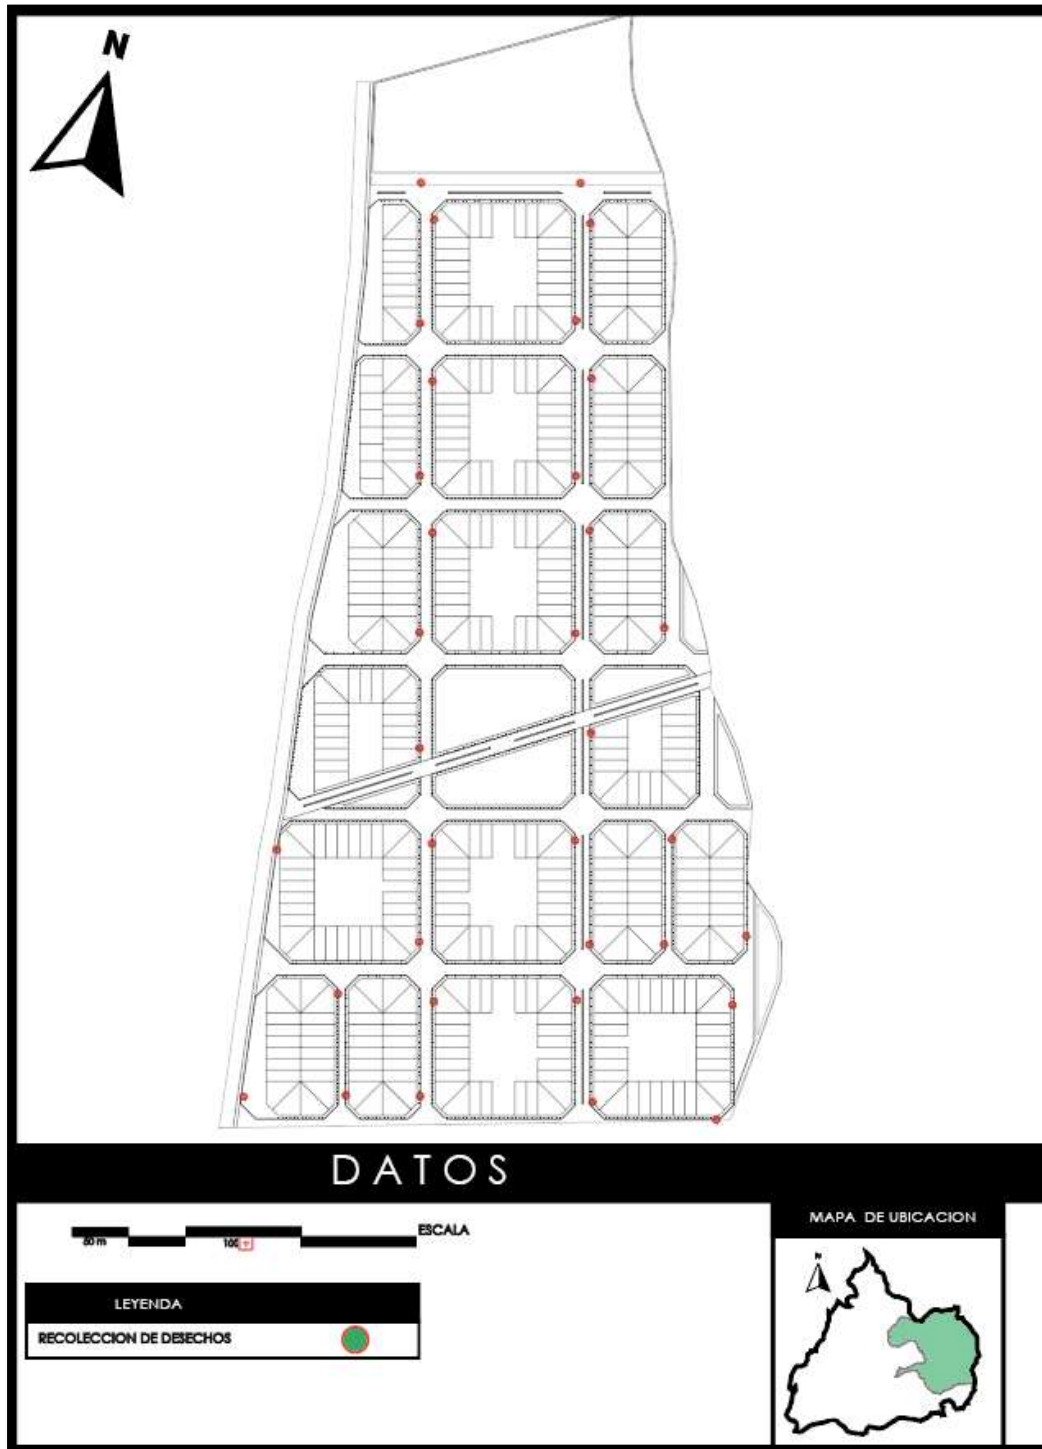 N
DATOS
ESCALA
50 m
100
MAPA DE UBICACION
N
LEYENDA
RECOLECCION DE DESECHOS